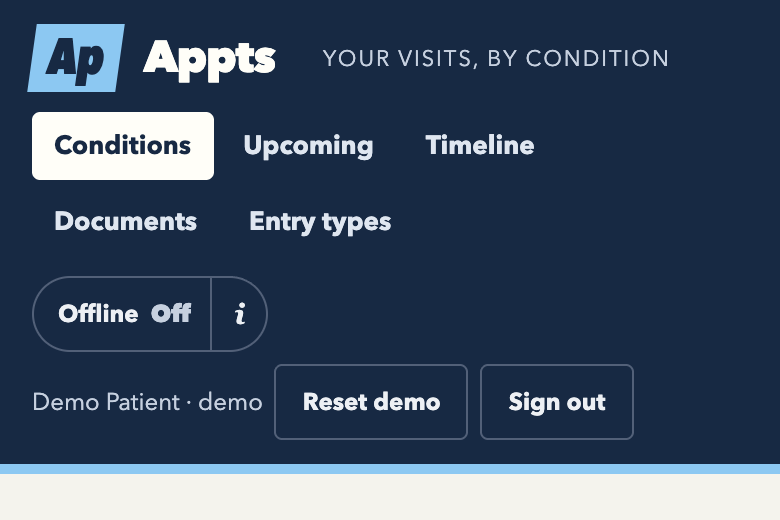 Ap Appts YOUR VISITS, BY CONDITION
Conditions Upcoming Timeline
Documents Entry types
Offline Off i
Demo Patient · demo Reset demo Sign out